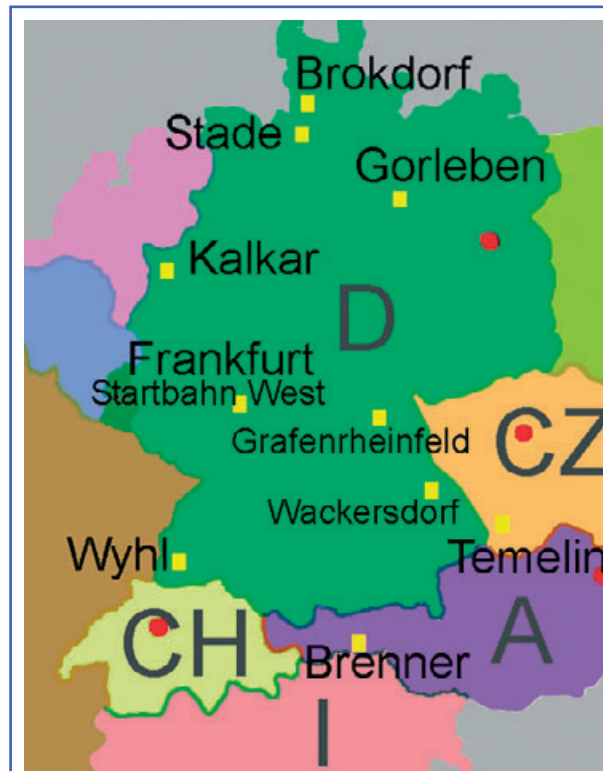 Brokdorf
Stade
Gorleben
Kalkar
D
Frankfurt
Startbahn West
Grafenrheinfeld
CZ
Wackersdorf
Wyhl
Temelin
CH
A
Brenner
I